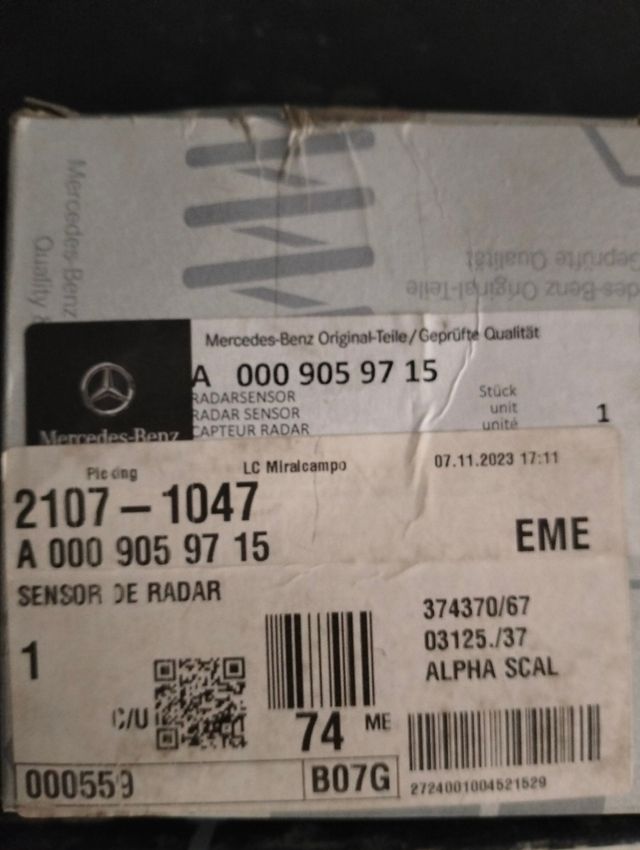 Mercedes-Benz
Quality
Geprüfte Qualität
des-Benz Original-Teile
Mercedes-Benz Original-Teile/Geprüfte Qualität
A 000 905 97 15
RADARSENSOR
RADAR SENSOR
CAPTEUR RADAR
Stück
unit
unité
1
Mercedes-Benz
Picking
LC Miralcampo
07.11.2023 17:11
2107-1047
A 000 905 97 15
EME
SENSOR DE RADAR
374370/67
03125./37
ALPHA SCAL
1
C/U
74 ME
000559
B07G
2724001004521529